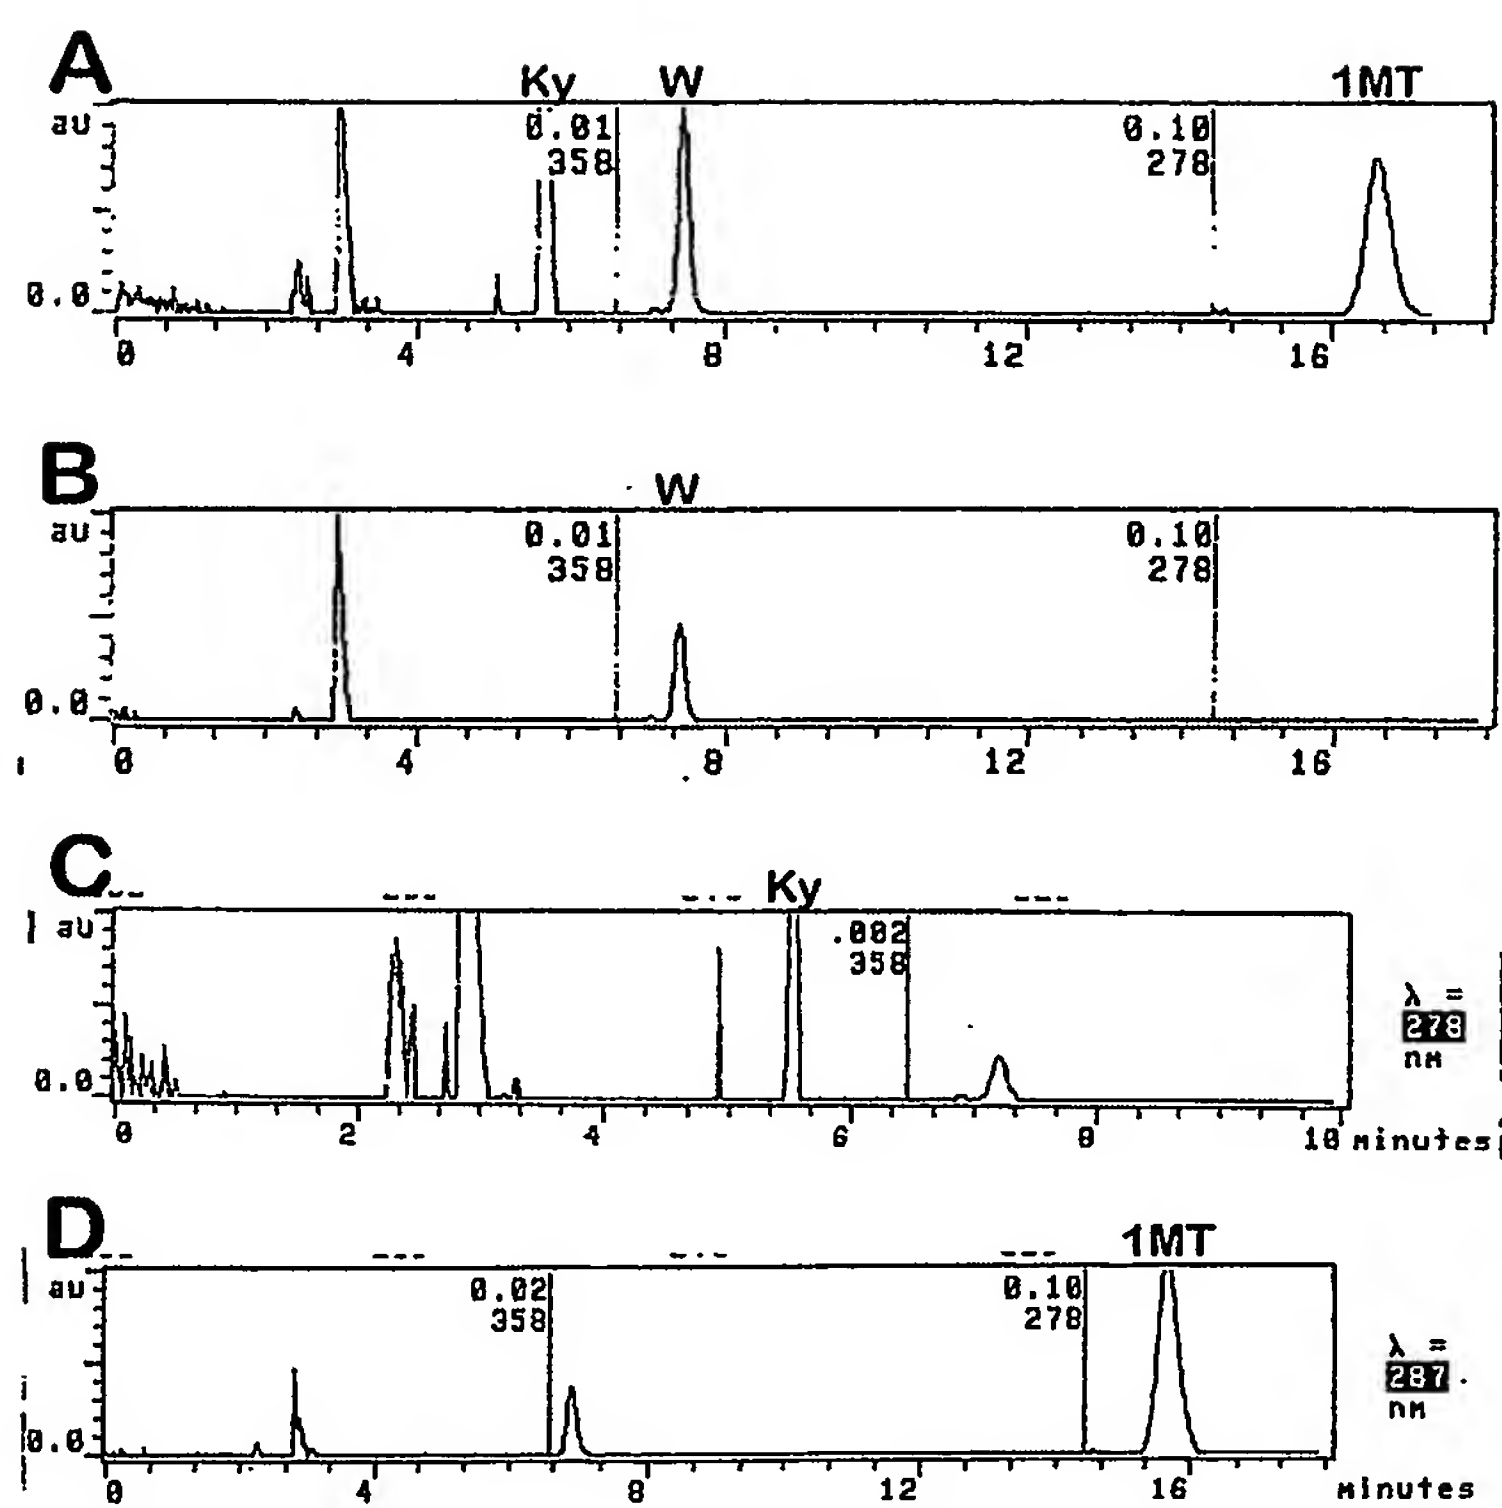 A
Ky W 1MT
au 0.01 0.10
358 278
0.0
0 4 8 12 16
B
W
au 0.01 0.10
358 278
0.0
0 4 8 12 16
C
Ky
au .002
358
λ =
278
nm
0.0
0 2 4 6 8 10 minutes
D
1MT
au 0.02 0.10
358 278
λ =
287
nm
0.0
0 4 8 12 16 minutes